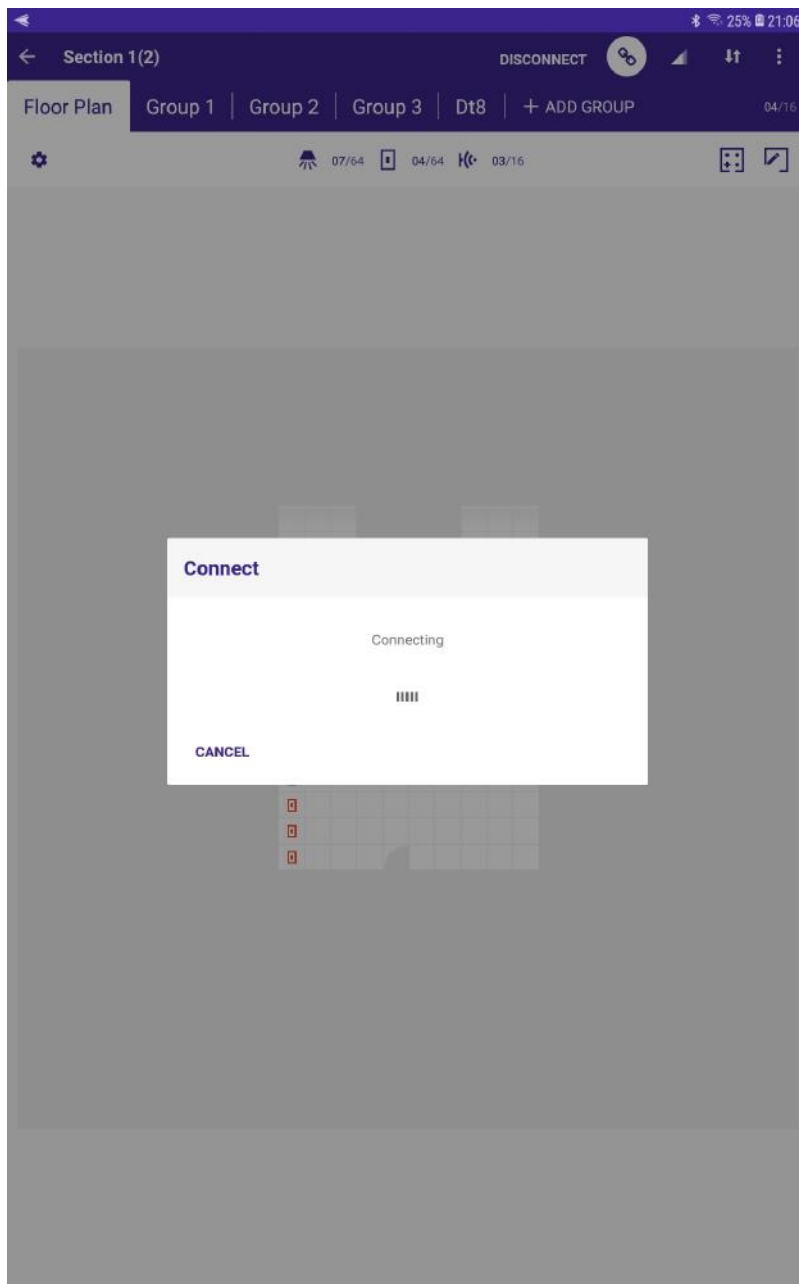 25% 21:06
Section 1(2) DISCONNECT
Floor Plan Group 1 Group 2 Group 3 Dt8 + ADD GROUP 04/16
07/64 04/64 03/16
Connect
Connecting
CANCEL